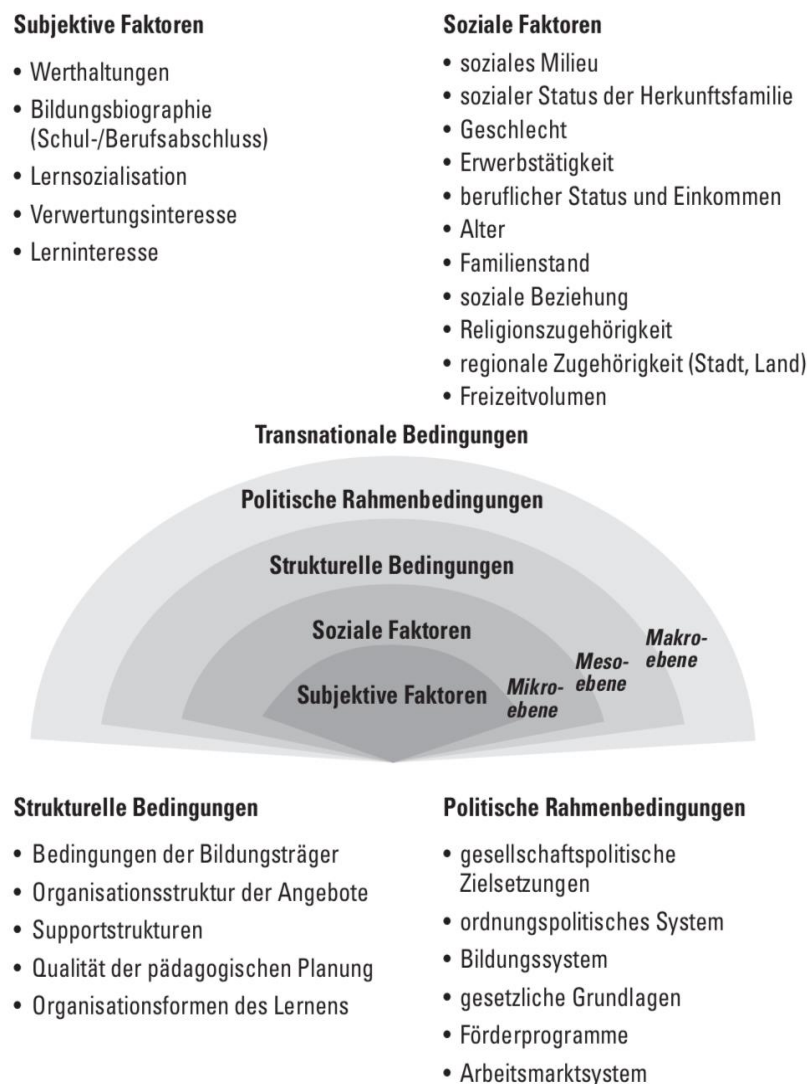 Subjektive Faktoren
• Werthaltungen
• Bildungsbiographie
(Schul-/Berufsabschluss)
• Lernsozialisation
• Verwertungsinteresse
• Lerninteresse
Soziale Faktoren
• soziales Milieu
• sozialer Status der Herkunftsfamilie
• Geschlecht
• Erwerbstätigkeit
• beruflicher Status und Einkommen
• Alter
• Familienstand
• soziale Beziehung
• Religionszugehörigkeit
• regionale Zugehörigkeit (Stadt, Land)
• Freizeitvolumen
Transnationale Bedingungen
Politische Rahmenbedingungen
Strukturelle Bedingungen
Soziale Faktoren
Subjektive Faktoren
Mikro-
ebene
Meso-
ebene
Makro-
ebene
Strukturelle Bedingungen
• Bedingungen der Bildungsträger
• Organisationsstruktur der Angebote
• Supportstrukturen
• Qualität der pädagogischen Planung
• Organisationsformen des Lernens
Politische Rahmenbedingungen
• gesellschaftspolitische
Zielsetzungen
• ordnungspolitisches System
• Bildungssystem
• gesetzliche Grundlagen
• Förderprogramme
• Arbeitsmarktsystem